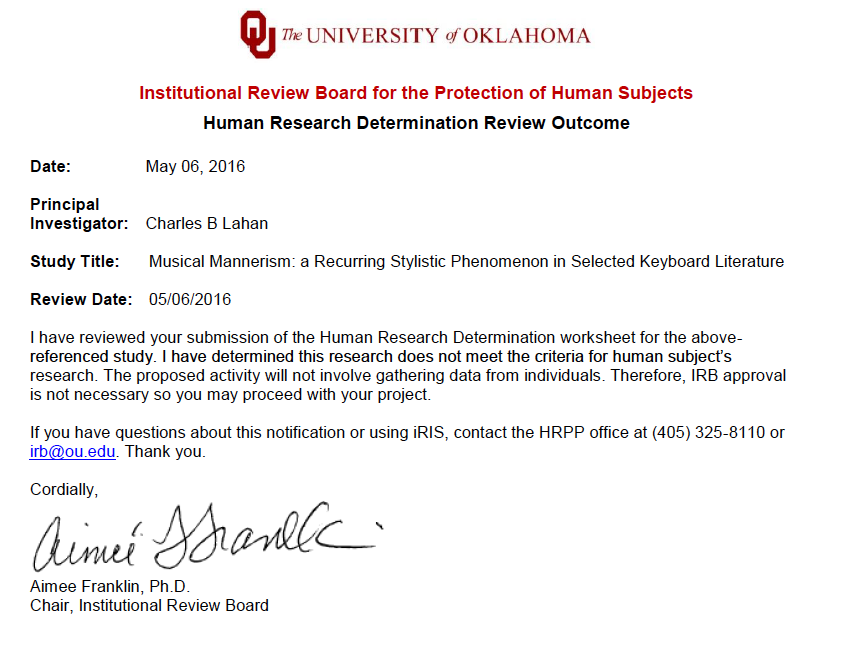 The UNIVERSITY of OKLAHOMA
Institutional Review Board for the Protection of Human Subjects
Human Research Determination Review Outcome
Date: May 06, 2016
Principal
Investigator: Charles B Lahan
Study Title: Musical Mannerism: a Recurring Stylistic Phenomenon in Selected Keyboard Literature
Review Date: 05/06/2016
I have reviewed your submission of the Human Research Determination worksheet for the above-
referenced study. I have determined this research does not meet the criteria for human subject's
research. The proposed activity will not involve gathering data from individuals. Therefore, IRB approval
is not necessary so you may proceed with your project.
If you have questions about this notification or using iRIS, contact the HRPP office at (405) 325-8110 or
irb@ou.edu. Thank you.
Cordially,
Aimeé
Aimee Franklin, Ph.D.
Chair, Institutional Review Board